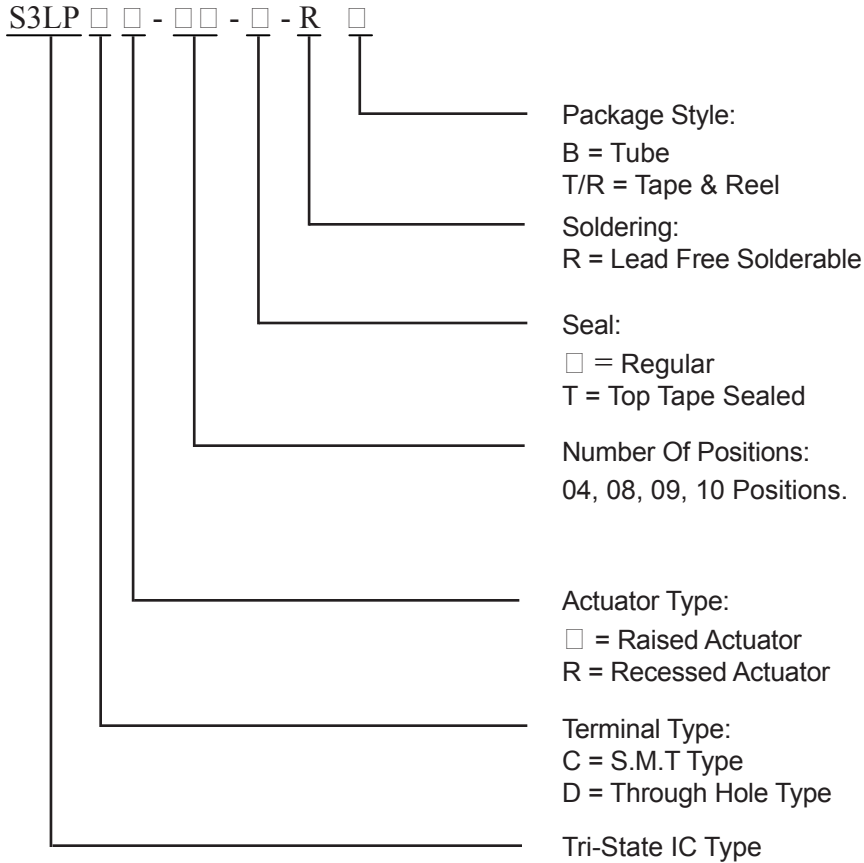 S3LP □ □ - □□ - □ - R □
Package Style:
B = Tube
T/R = Tape & Reel
Soldering:
R = Lead Free Solderable
Seal:
□ = Regular
T = Top Tape Sealed
Number Of Positions:
04, 08, 09, 10 Positions.
Actuator Type:
□ = Raised Actuator
R = Recessed Actuator
Terminal Type:
C = S.M.T Type
D = Through Hole Type
Tri-State IC Type